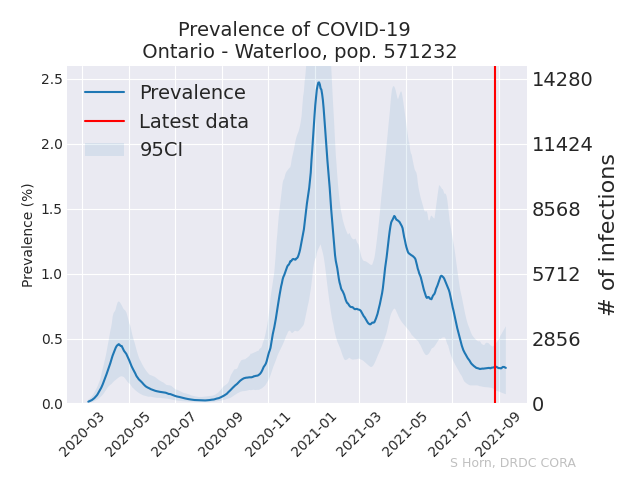 Prevalence of COVID-19
Ontario - Waterloo, pop. 571232
Prevalence
Latest data
95CI
Prevalence (%)
2.5
2.0
1.5
1.0
0.5
0.0
14280
11424
8568
5712
2856
0
# of infections
2020-03
2020-05
2020-07
2020-09
2020-11
2021-01
2021-03
2021-05
2021-07
2021-09
S Horn, DRDC CORA